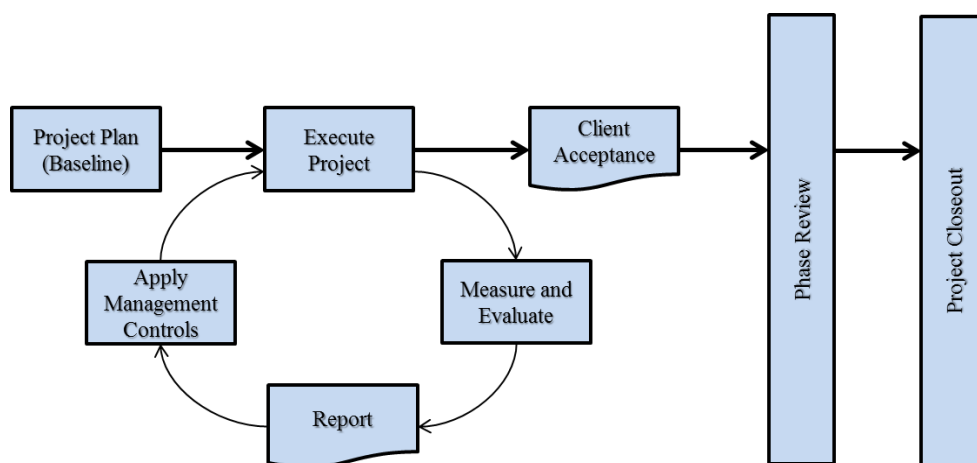 Project Plan
(Baseline)
Execute
Project
Client
Acceptance
Phase Review
Project Closeout
Apply
Management
Controls
Measure and
Evaluate
Report